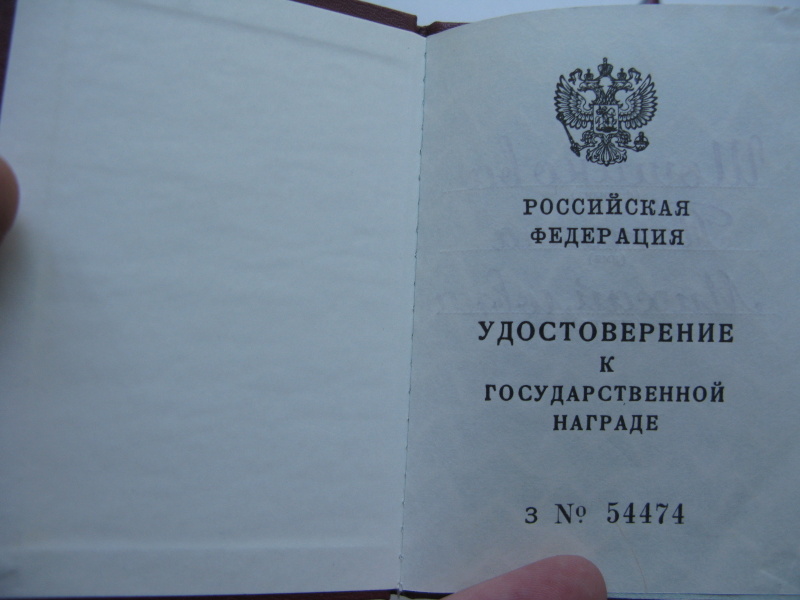 РОССИЙСКАЯ
ФЕДЕРАЦИЯ
УДОСТОВЕРЕНИЕ
К
ГОСУДАРСТВЕННОЙ
НАГРАДЕ
З № 54474